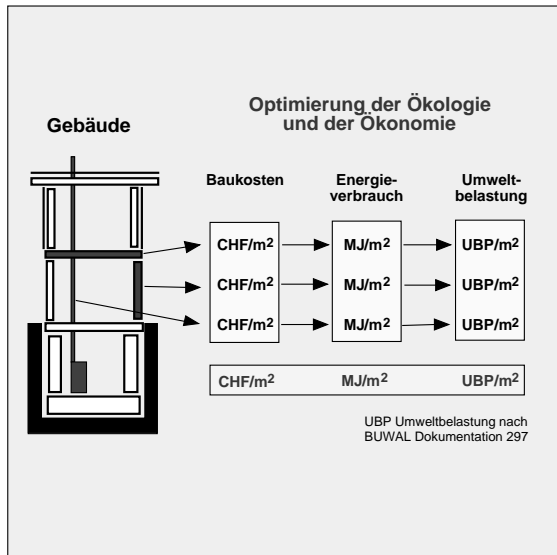 Optimierung der Ökologie
und der Ökonomie
Gebäude
Baukosten Energie- Umwelt-
verbrauch belastung
CHF/m² MJ/m² UBP/m²
CHF/m² MJ/m² UBP/m²
CHF/m² MJ/m² UBP/m²
CHF/m² MJ/m² UBP/m²
UBP Umweltbelastung nach
BUWAL Dokumentation 297